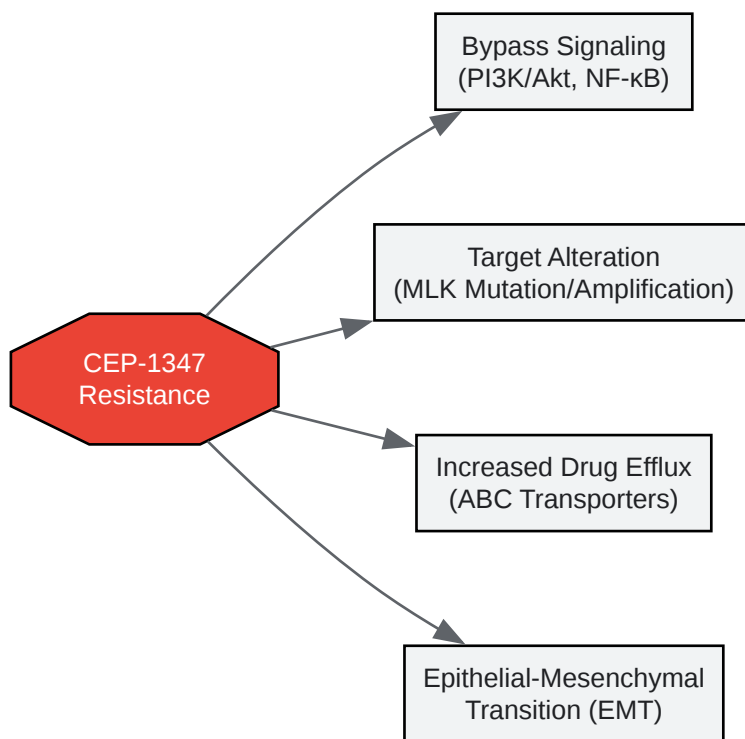 Bypass Signaling
(PI3K/Akt, NF-κB)
Target Alteration
(MLK Mutation/Amplification)
CEP-1347
Resistance
Increased Drug Efflux
(ABC Transporters)
Epithelial-Mesenchymal
Transition (EMT)